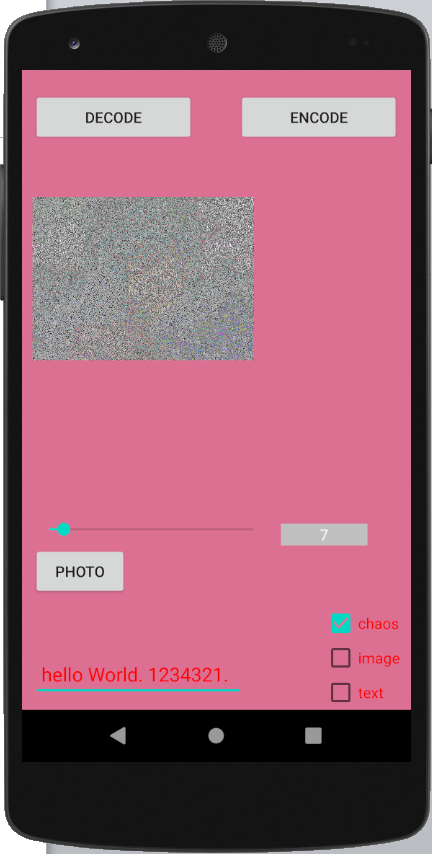 DECODE
ENCODE
7
PHOTO
chaos
image
hello World. 1234321.
text